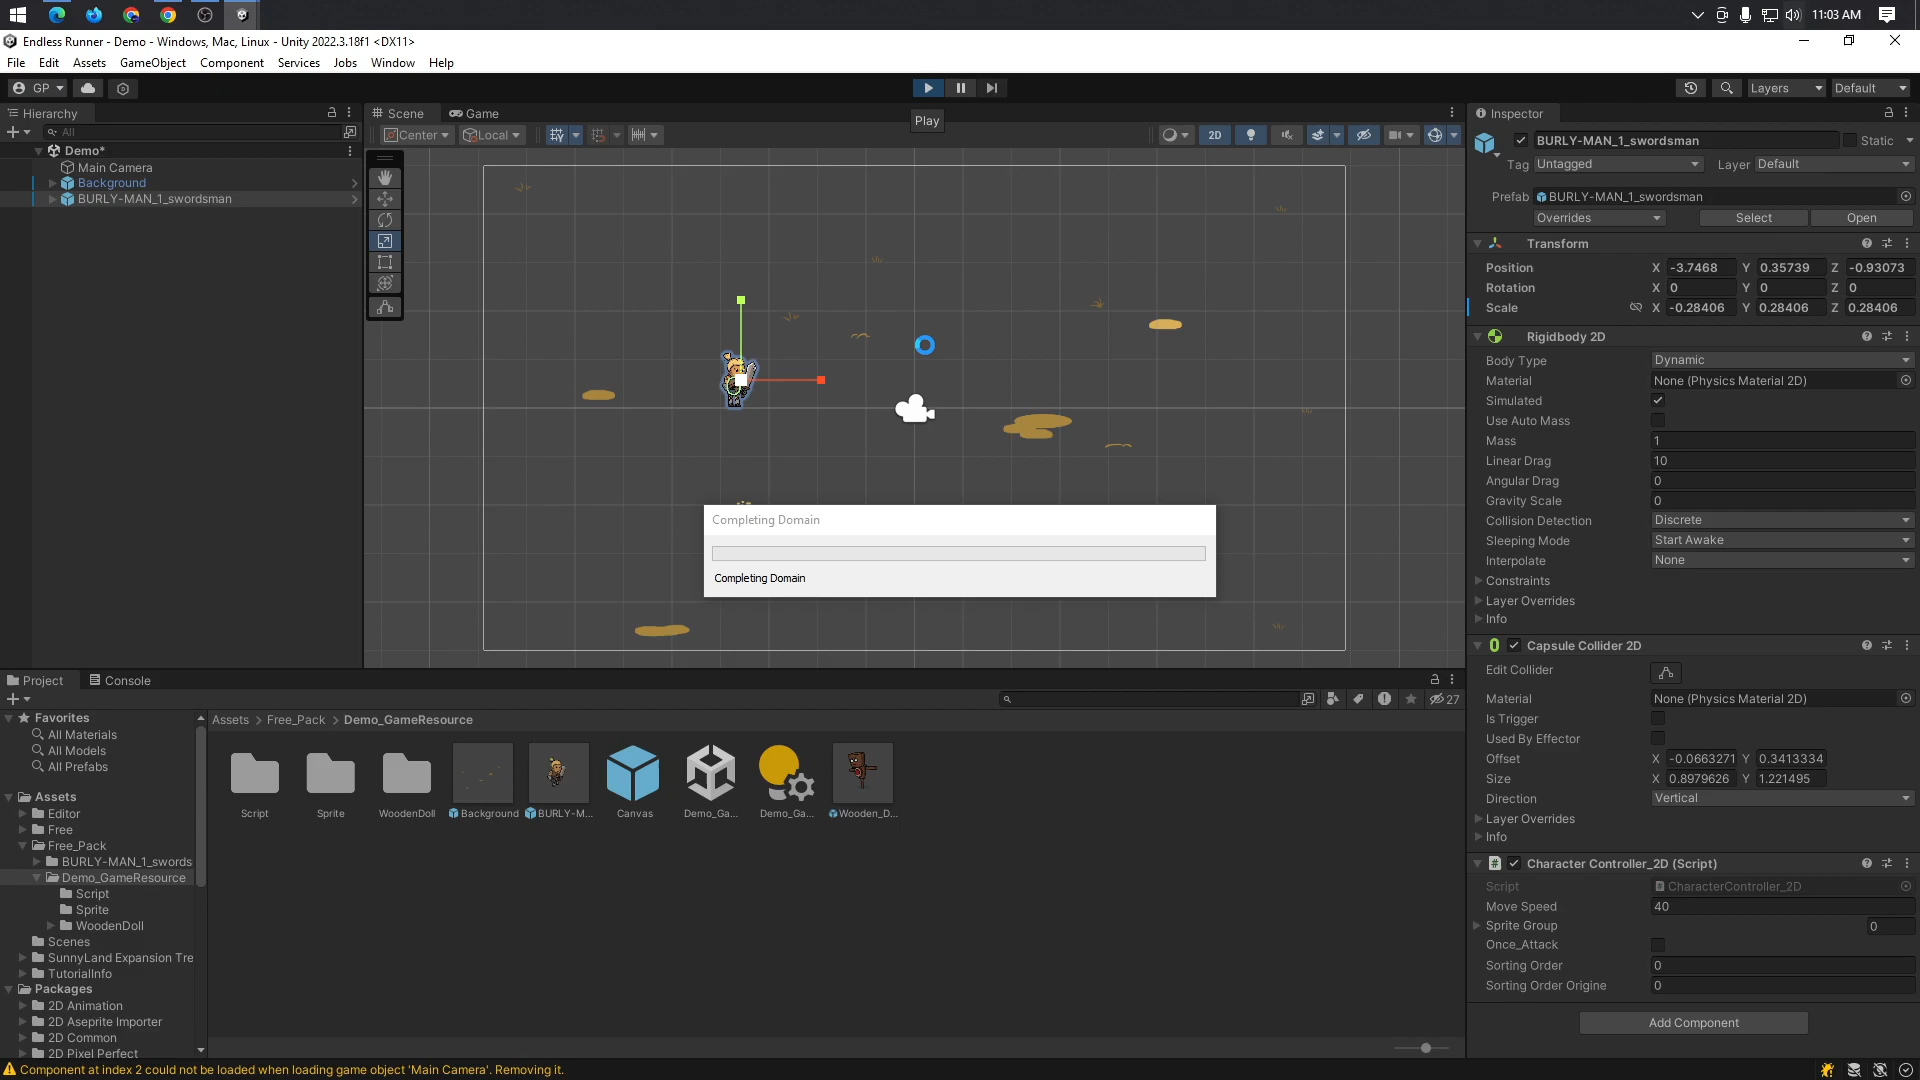 11:03 AM
Endless Runner - Demo - Windows, Mac, Linux - Unity 2022.3.18f1 <DX11>
File Edit Assets GameObject Component Services Jobs Window Help
GP
Layers Default
Hierarchy
All
Demo*
Main Camera
Background
BURLY-MAN_1_swordsman
Scene Game
Play
Center Local
2D
Completing Domain
Completing Domain
Inspector
BURLY-MAN_1_swordsman Static
Tag Untagged Layer Default
Prefab BURLY-MAN_1_swordsman
Overrides Select Open
Transform
Position X -3.7468 Y 0.35739 Z -0.93073
Rotation X 0 Y 0 Z 0
Scale X -0.28406 Y 0.28406 Z 0.28406
Rigidbody 2D
Body Type Dynamic
Material None (Physics Material 2D)
Simulated
Use Auto Mass
Mass 1
Linear Drag 10
Angular Drag 0
Gravity Scale 0
Collision Detection Discrete
Sleeping Mode Start Awake
Interpolate None
Constraints
Layer Overrides
Info
Capsule Collider 2D
Edit Collider
Material None (Physics Material 2D)
Is Trigger
Used By Effector
Offset X -0.0663271 Y 0.3413334
Size X 0.8979626 Y 1.221495
Direction Vertical
Layer Overrides
Info
Character Controller_2D (Script)
Script CharacterController_2D
Move Speed 40
Sprite Group 0
Once_Attack
Sorting Order 0
Sorting Order Origine 0
Add Component
Project Console
27
Favorites
All Materials
All Models
All Prefabs
Assets
Editor
Free
Free_Pack
BURLY-MAN_1_swords
Demo_GameResource
Script
Sprite
WoodenDoll
Scenes
SunnyLand Expansion Tre
TutorialInfo
Packages
2D Animation
2D Aseprite Importer
2D Common
2D Pixel Perfect
Assets > Free_Pack > Demo_GameResource
Script Sprite WoodenDoll Background BURLY-M... Canvas Demo_Ga... Demo_Ga... Wooden_D...
Component at index 2 could not be loaded when loading game object 'Main Camera'. Removing it.